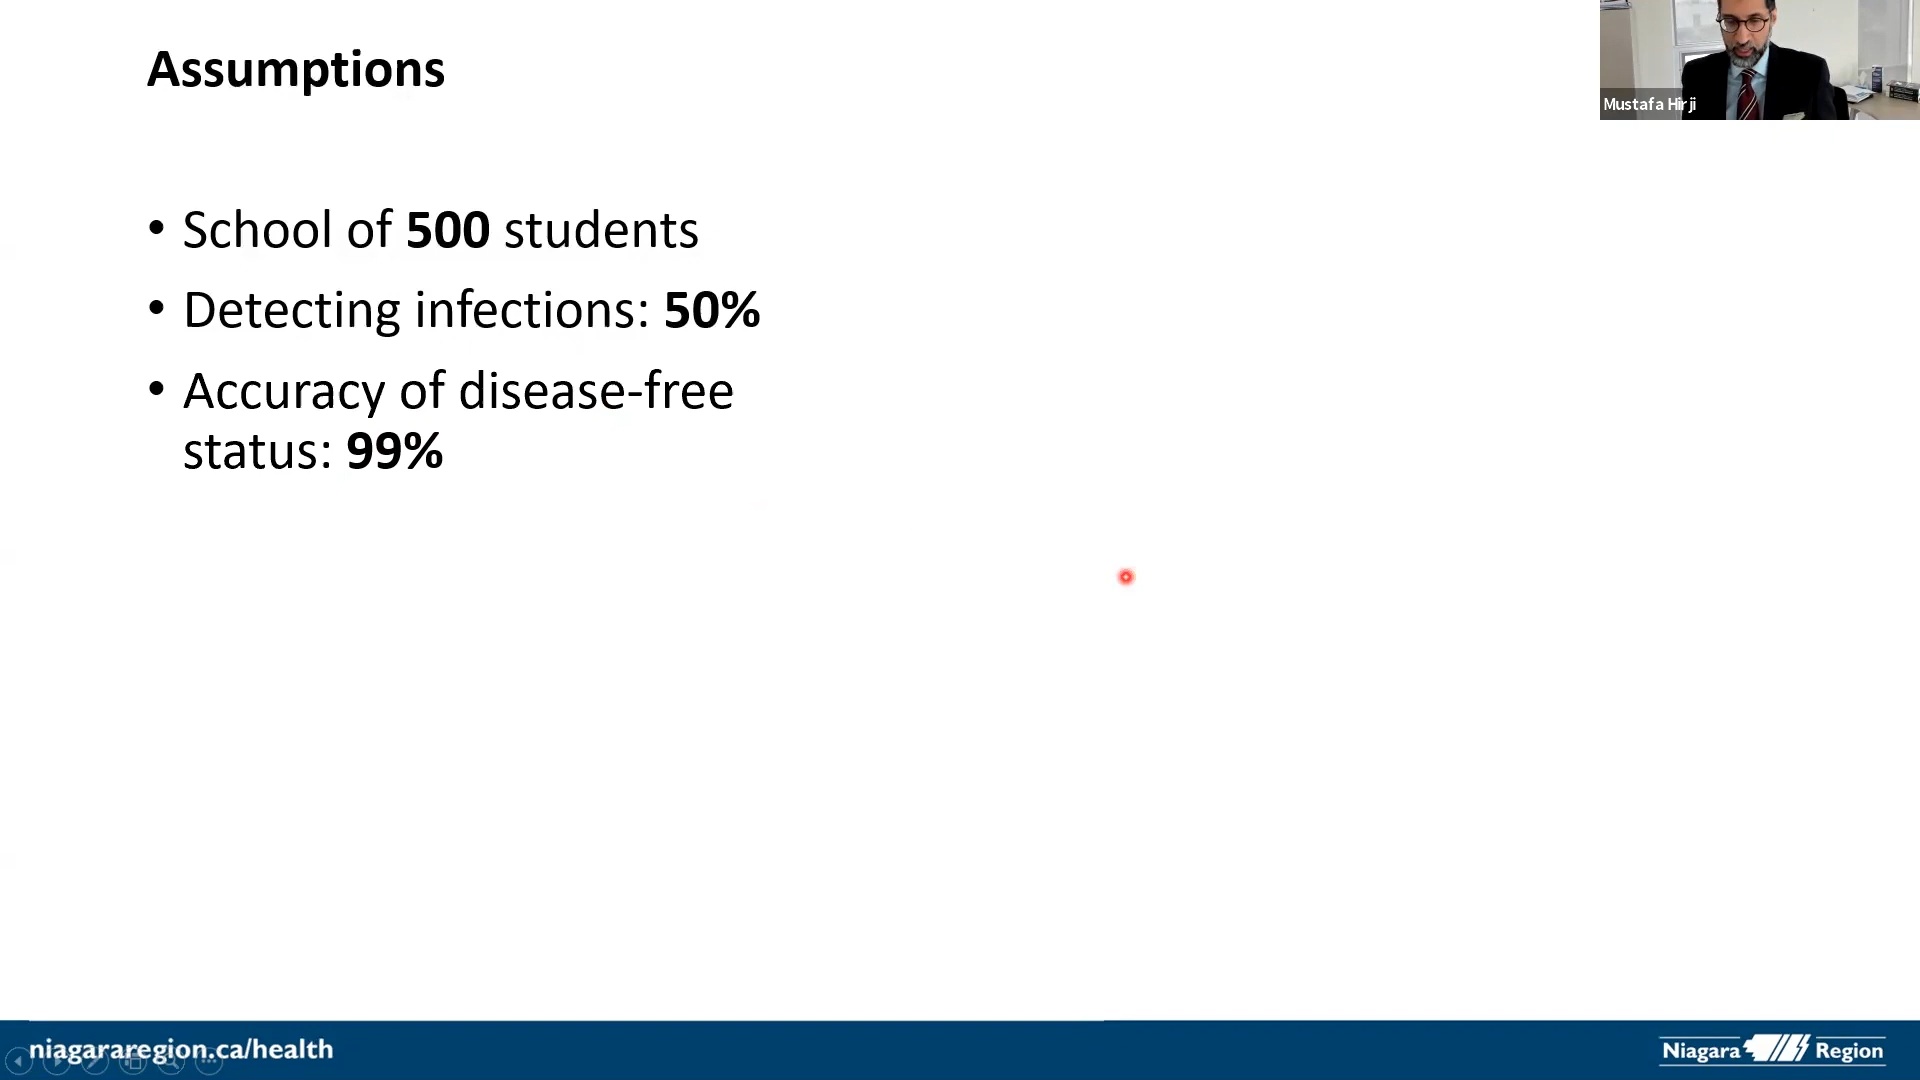 Assumptions
Mustafa Hirji
• School of 500 students
• Detecting infections: 50%
• Accuracy of disease-free
status: 99%
niagararegion.ca/health
Niagara Region